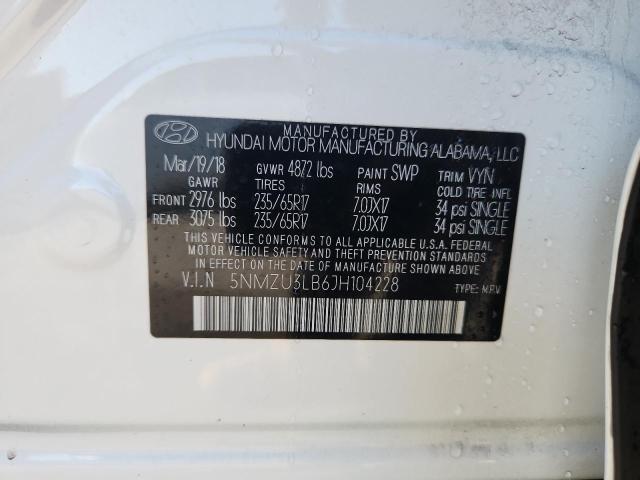 MANUFACTURED BY
HYUNDAI MOTOR MANUFACTURING ALABAMA, LLC
Mar/19/18 GVWR 4872 lbs PAINT SWP TRIM VYN
GAWR TIRES RIMS COLD TIRE INFL
FRONT 2976 lbs 235/65R17 7.0JX17 34 psi SINGLE
REAR 3075 lbs 235/65R17 7.0JX17 34 psi SINGLE
THIS VEHICLE CONFORMS TO ALL APPLICABLE U.S.A. FEDERAL
MOTOR VEHICLE SAFETY AND THEFT PREVENTION STANDARDS
IN EFFECT ON THE DATE OF MANUFACTURE SHOWN ABOVE.
V.I.N 5NMZU3LB6JH104228
TYPE: M.P.V